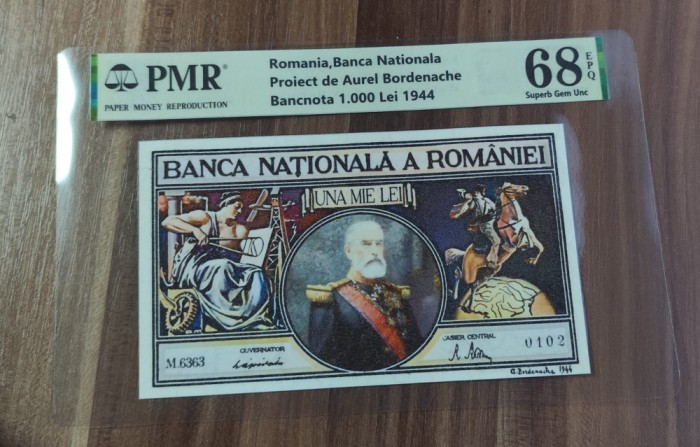 PMR®
PAPER MONEY REPRODUCTION
Romania,Banca Nationala
Proiect de Aurel Bordenache
Bancnota 1.000 Lei 1944
68
EPQ
Superb Gem Unc
BANCA NAȚIONALĂ A ROMÂNIEI
UNA MIE LEI
GUVERNATOR
CASIER CENTRAL
M.6363
0102
A. Bordenache 1944